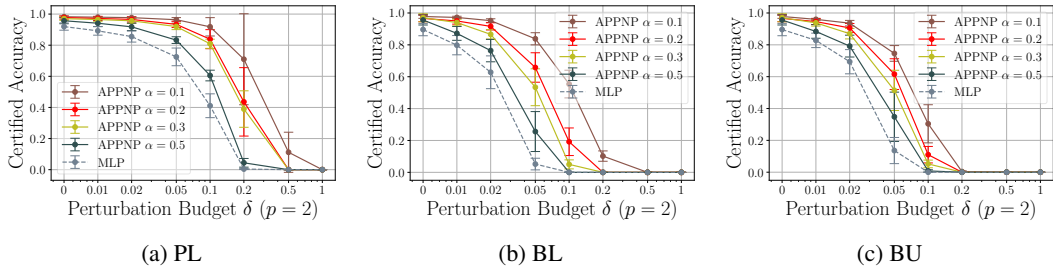 Certified Accuracy
1.0
0.8
0.6
0.4
0.2
0.0
APPNP α = 0.1
APPNP α = 0.2
APPNP α = 0.3
APPNP α = 0.5
MLP
0 0.01 0.02 0.05 0.1 0.2 0.5 1
Perturbation Budget δ (p = 2)
(a) PL
Certified Accuracy
1.0
0.8
0.6
0.4
0.2
0.0
APPNP α = 0.1
APPNP α = 0.2
APPNP α = 0.3
APPNP α = 0.5
MLP
0 0.01 0.02 0.05 0.1 0.2 0.5 1
Perturbation Budget δ (p = 2)
(b) BL
Certified Accuracy
1.0
0.8
0.6
0.4
0.2
0.0
APPNP α = 0.1
APPNP α = 0.2
APPNP α = 0.3
APPNP α = 0.5
MLP
0 0.01 0.02 0.05 0.1 0.2 0.5 1
Perturbation Budget δ (p = 2)
(c) BU